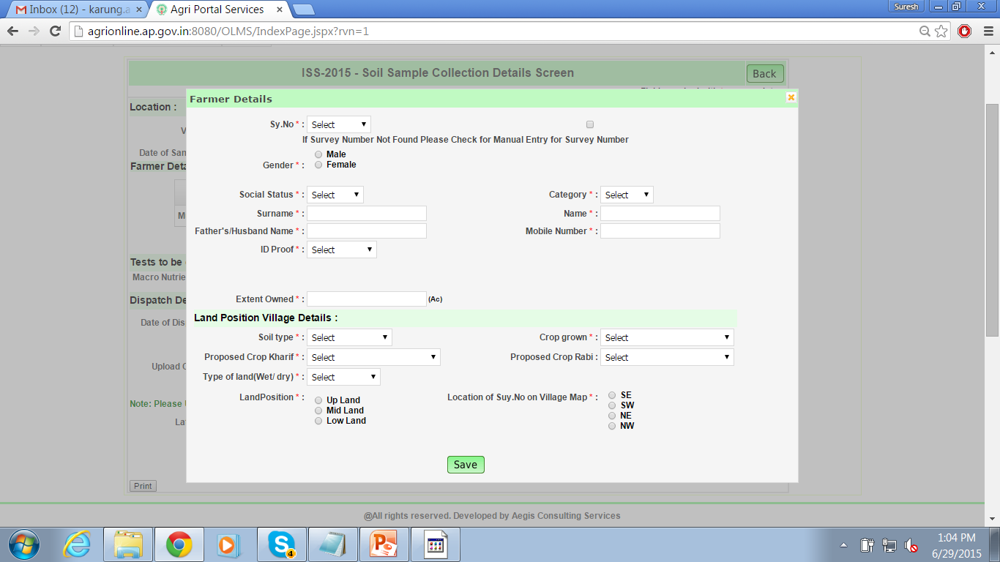 Inbox (12) - karung.a
Agri Portal Services
Suresh
agrionline.ap.gov.in:8080/OLMS/IndexPage.jspx?rvn=1
ISS-2015 - Soil Sample Collection Details Screen
Back
Farmer Details
Location :
Sy.No * : Select
If Survey Number Not Found Please Check for Manual Entry for Survey Number
Date of San
Male
Gender * : Female
Farmer Deta
Social Status * : Select Category * : Select
Surname * : Name * :
Father's/Husband Name * : Mobile Number * :
ID Proof * : Select
Tests to be
Macro Nutrie
Extent Owned * : (Ac)
Dispatch De
Land Position Village Details :
Date of Dis
Soil type * : Select Crop grown * : Select
Proposed Crop Kharif * : Select Proposed Crop Rabi : Select
Upload C
Type of land(Wet/ dry) * : Select
LandPosition * : Up Land
Mid Land
Low Land
Location of Suy.No on Village Map * : SE
SW
NE
NW
Note: Please
Lat
Save
Print
@All rights reserved. Developed by Aegis Consulting Services
4
1:04 PM
6/29/2015